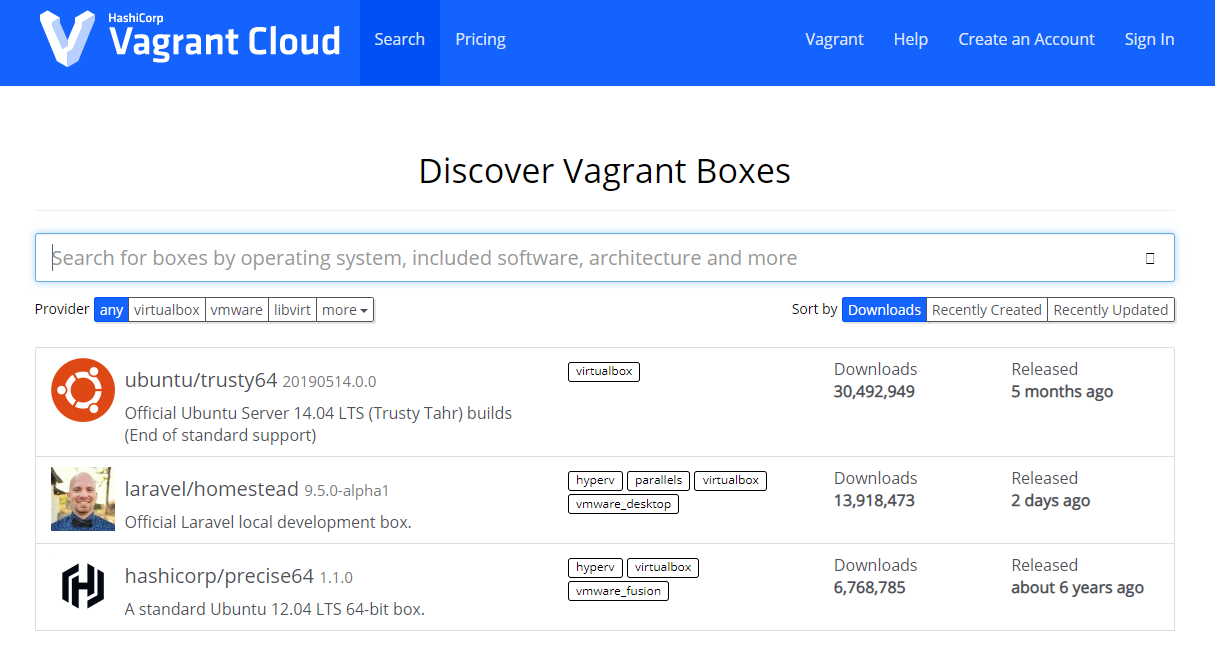 HashiCorp
Vagrant Cloud
Search
Pricing
Vagrant
Help
Create an Account
Sign In
Discover Vagrant Boxes
Search for boxes by operating system, included software, architecture and more
Provider any virtualbox vmware libvirt more
Sort by Downloads Recently Created Recently Updated
ubuntu/trusty64 20190514.0.0
Official Ubuntu Server 14.04 LTS (Trusty Tahr) builds
(End of standard support)
virtualbox
Downloads
30,492,949
Released
5 months ago
laravel/homestead 9.5.0-alpha1
Official Laravel local development box.
hyperv parallels virtualbox
vmware_desktop
Downloads
13,918,473
Released
2 days ago
hashicorp/precise64 1.1.0
A standard Ubuntu 12.04 LTS 64-bit box.
hyperv virtualbox
vmware_fusion
Downloads
6,768,785
Released
about 6 years ago